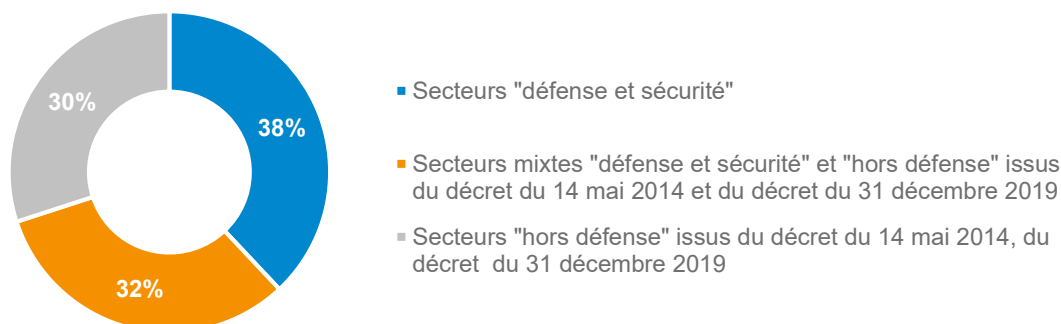 30%
38%
32%
Secteurs "défense et sécurité"
Secteurs mixtes "défense et sécurité" et "hors défense" issus
du décret du 14 mai 2014 et du décret du 31 décembre 2019
Secteurs "hors défense" issus du décret du 14 mai 2014, du
décret  du 31 décembre 2019